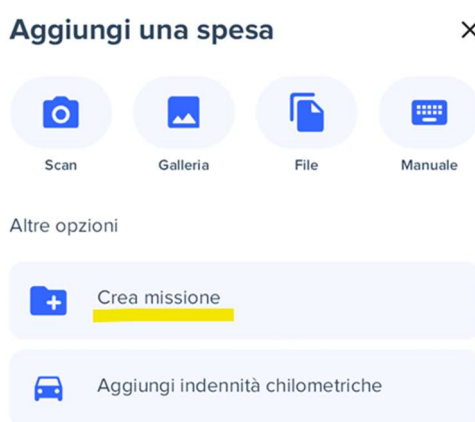 Aggiungi una spesa
Scan
Galleria
File
Manuale
Altre opzioni
Crea missione
Aggiungi indennità chilometriche